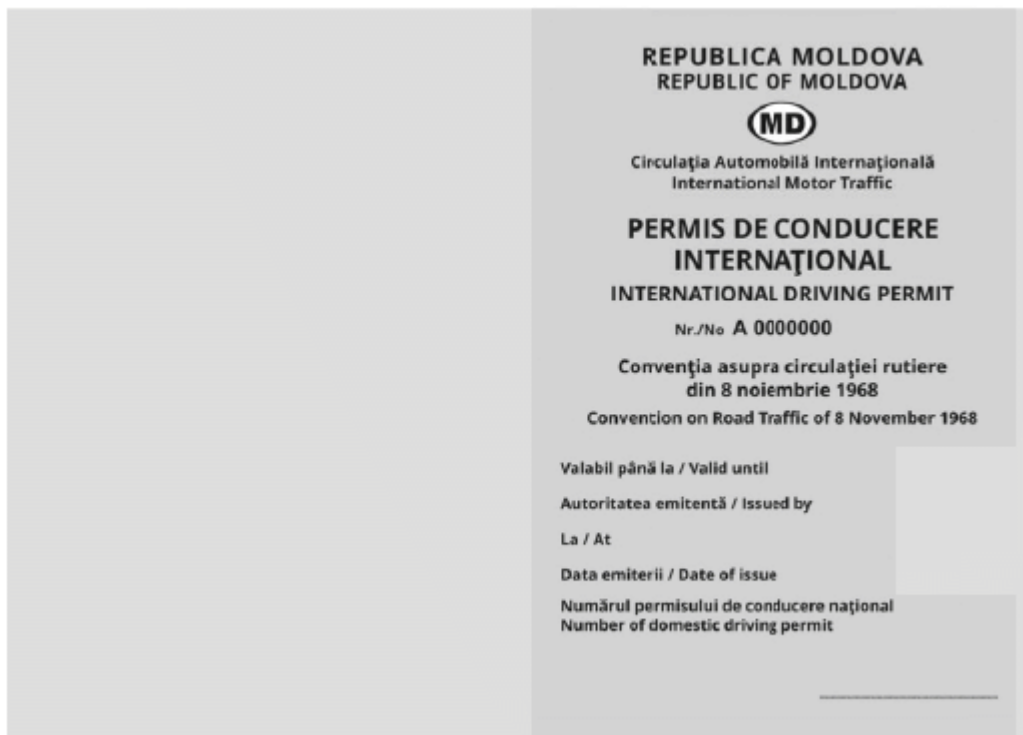 REPUBLICA MOLDOVA
REPUBLIC OF MOLDOVA
MD
Circulaţia Automobilă Internaţională
International Motor Traffic
PERMIS DE CONDUCERE
INTERNAŢIONAL
INTERNATIONAL DRIVING PERMIT
Nr./No A 0000000
Convenţia asupra circulaţiei rutiere
din 8 noiembrie 1968
Convention on Road Traffic of 8 November 1968
Valabil până la / Valid until
Autoritatea emitentă / Issued by
La / At
Data emiterii / Date of issue
Numărul permisului de conducere naţional
Number of domestic driving permit